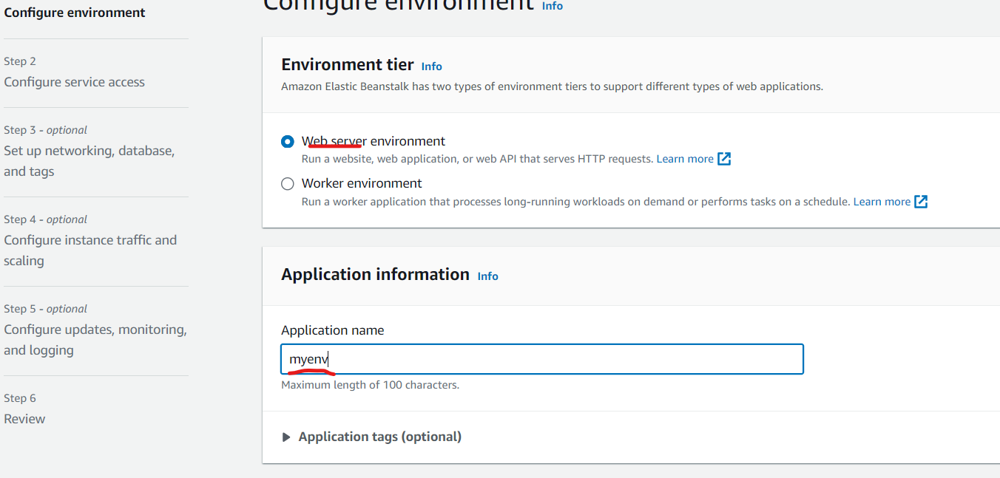 Configure environment
Step 2
Configure service access
Step 3 - optional
Set up networking, database,
and tags
Step 4 - optional
Configure instance traffic and
scaling
Step 5 - optional
Configure updates, monitoring,
and logging
Step 6
Review
Configure environment Info
Environment tier Info
Amazon Elastic Beanstalk has two types of environment tiers to support different types of web applications.
Web server environment
Run a website, web application, or web API that serves HTTP requests. Learn more
Worker environment
Run a worker application that processes long-running workloads on demand or performs tasks on a schedule. Learn more
Application information Info
Application name
myenv
Maximum length of 100 characters.
Application tags (optional)